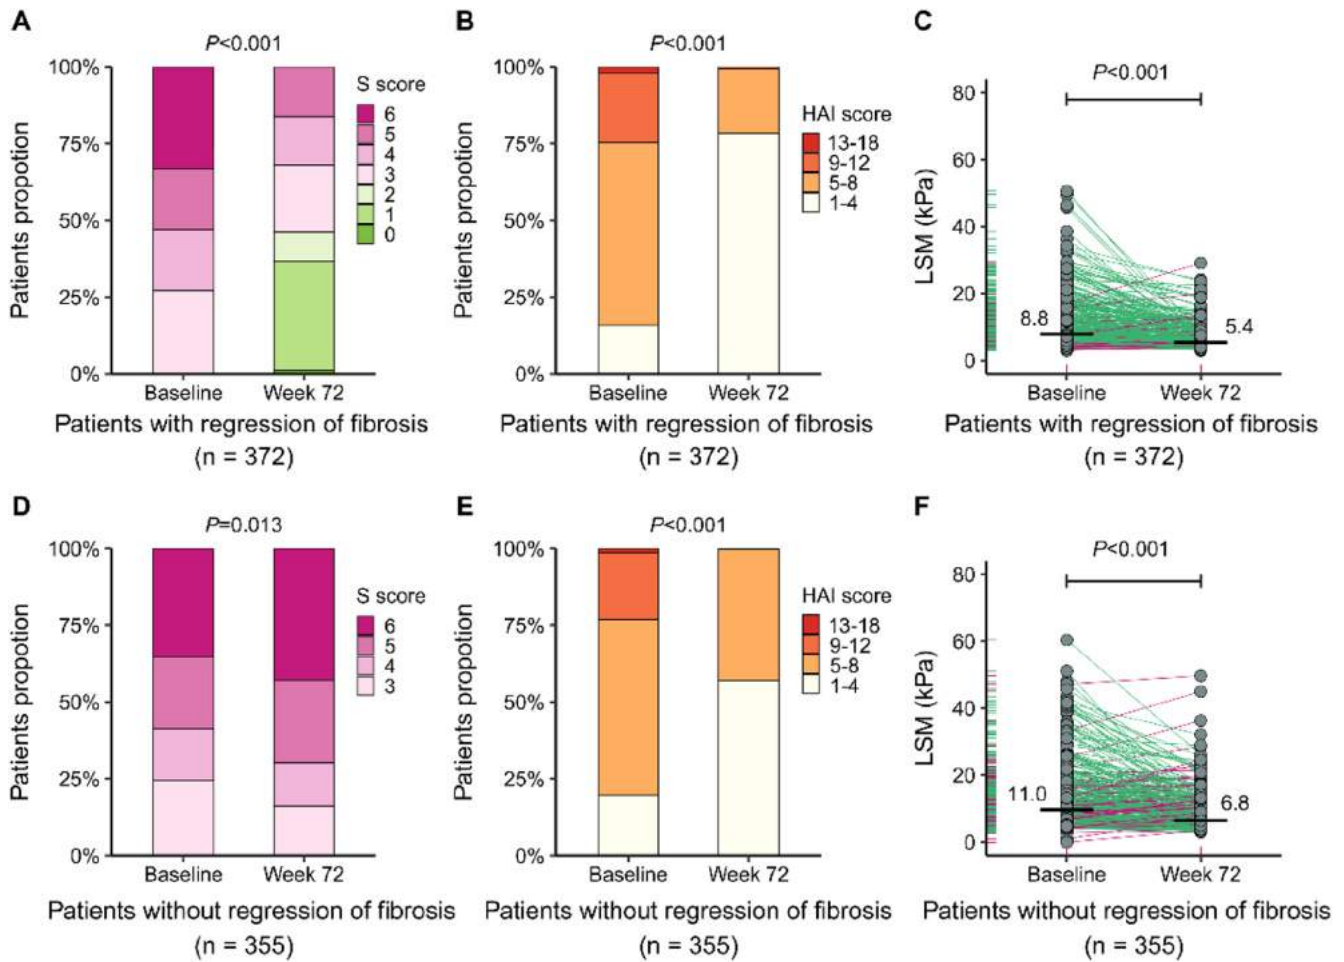 A
P<0.001
100%
75%
50%
25%
0%
Patients propotion
S score
6
5
4
3
2
1
0
Baseline
Week 72
Patients with regression of fibrosis
(n = 372)
B
P<0.001
100%
75%
50%
25%
0%
Patients propotion
HAI score
13-18
9-12
5-8
1-4
Baseline
Week 72
Patients with regression of fibrosis
(n = 372)
C
P<0.001
80
60
40
20
0
LSM (kPa)
8.8
5.4
Baseline
Week 72
Patients with regression of fibrosis
(n = 372)
D
P=0.013
100%
75%
50%
25%
0%
Patients propotion
S score
6
5
4
3
Baseline
Week 72
Patients without regression of fibrosis
(n = 355)
E
P<0.001
100%
75%
50%
25%
0%
Patients propotion
HAI score
13-18
9-12
5-8
1-4
Baseline
Week 72
Patients without regression of fibrosis
(n = 355)
F
P<0.001
80
60
40
20
0
LSM (kPa)
11.0
6.8
Baseline
Week 72
Patients without regression of fibrosis
(n = 355)